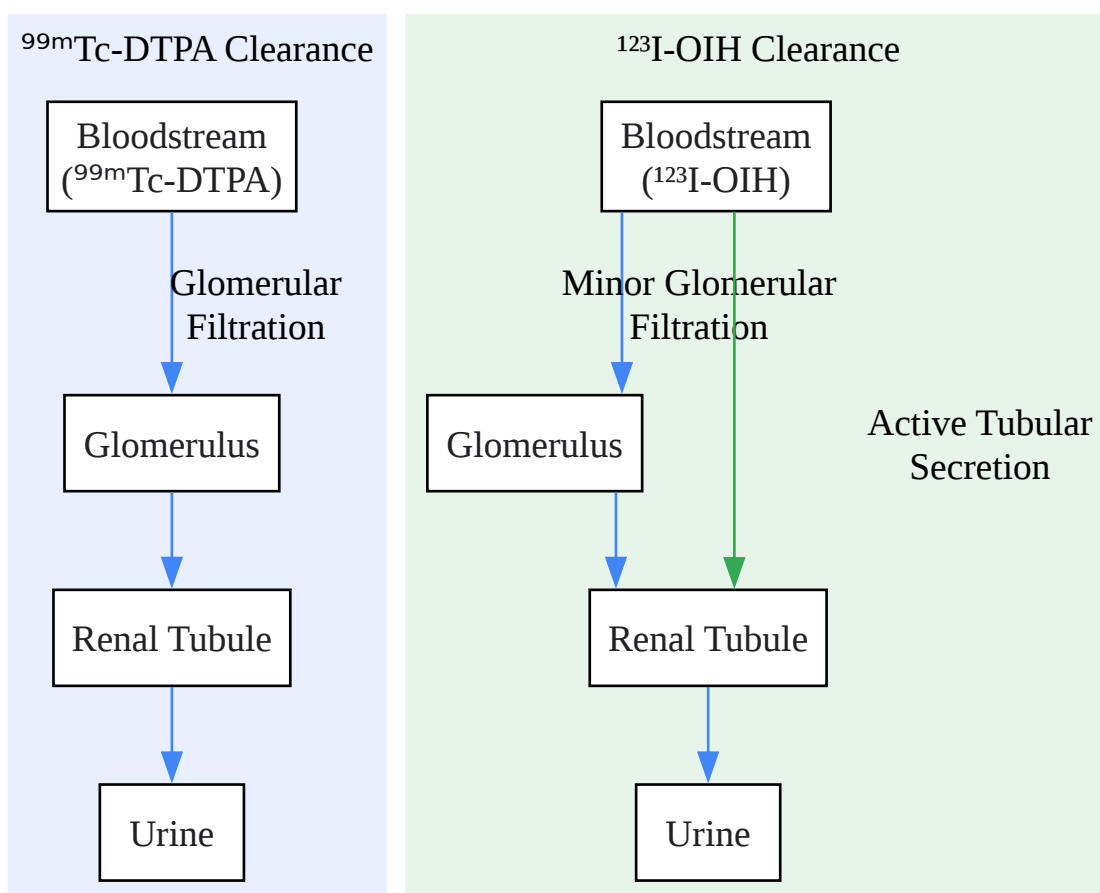 ⁹⁹ᵐTc-DTPA Clearance
Bloodstream
(⁹⁹ᵐTc-DTPA)
Glomerular
Filtration
Glomerulus
Renal Tubule
Urine
¹²³I-OIH Clearance
Bloodstream
(¹²³I-OIH)
Minor Glomerular
Filtration
Glomerulus
Active Tubular
Secretion
Renal Tubule
Urine